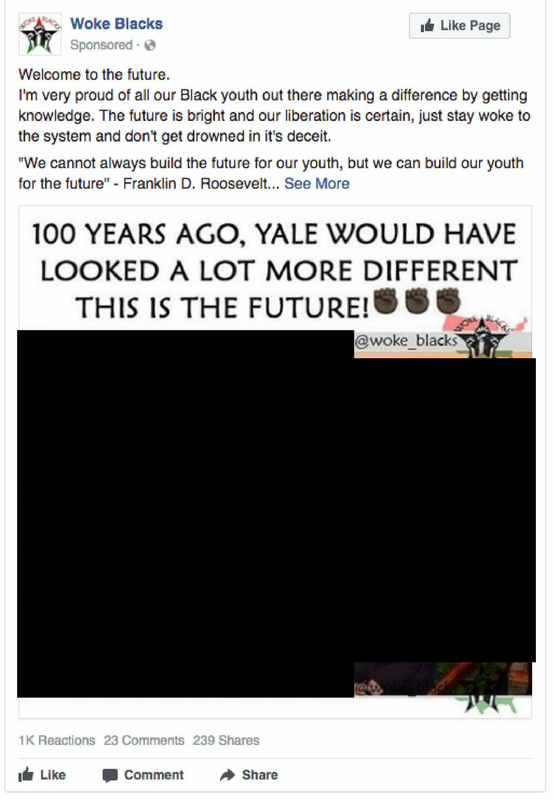 Woke Blacks
Like Page
Sponsored ·
Welcome to the future.
I'm very proud of all our Black youth out there making a difference by getting
knowledge. The future is bright and our liberation is certain, just stay woke to
the system and don't get drowned in it's deceit.
"We cannot always build the future for our youth, but we can build our youth
for the future" - Franklin D. Roosevelt... See More
100 YEARS AGO, YALE WOULD HAVE
LOOKED A LOT MORE DIFFERENT
THIS IS THE FUTURE!✊🏿✊🏿✊🏿
WOKE BLACKS
@woke_blacks
1K Reactions 23 Comments 239 Shares
Like Comment Share